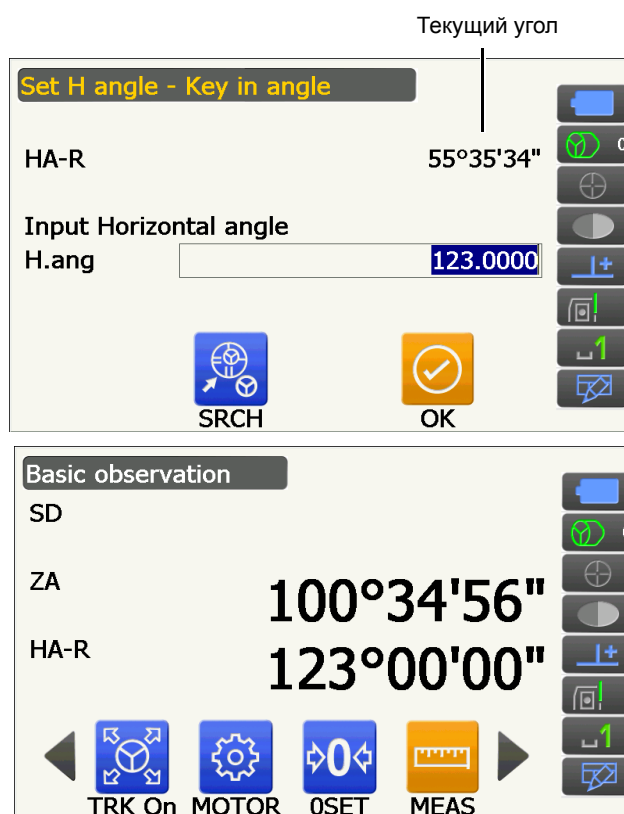 Текущий угол
Set H angle - Key in angle
HA-R 55°35'34"
Input Horizontal angle
H.ang 123.0000
SRCH OK
Basic observation
SD
ZA 100°34'56"
HA-R 123°00'00"
0
TRK On MOTOR 0SET MEAS